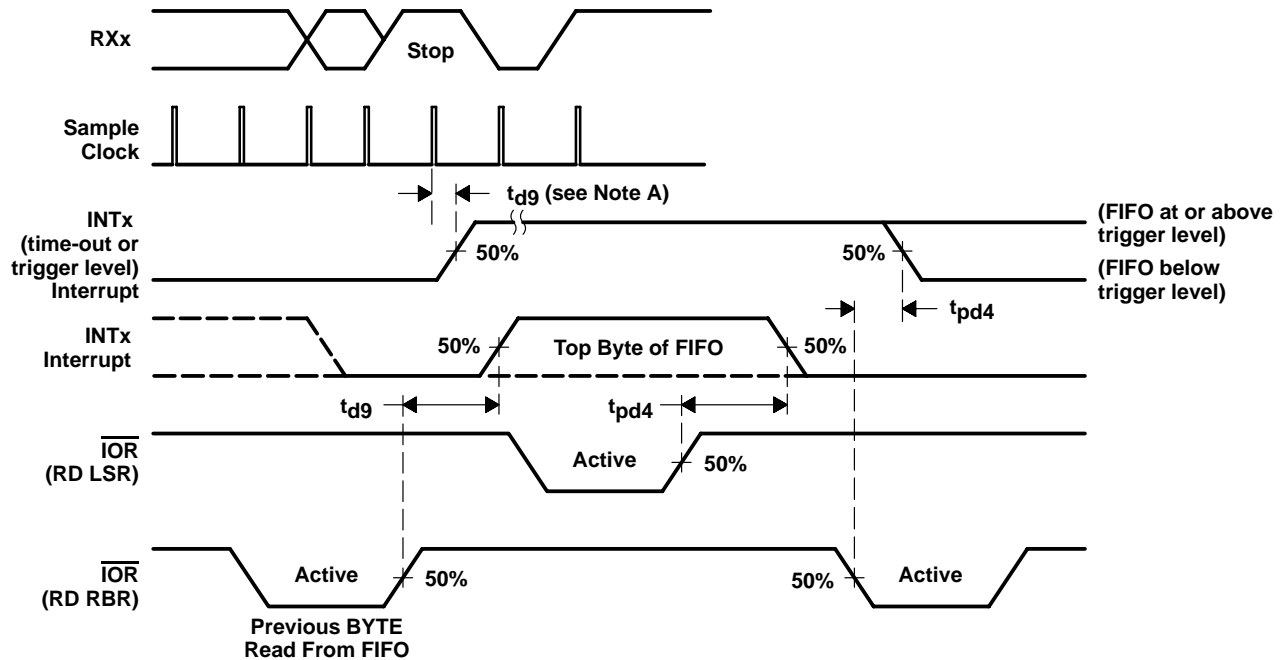 RXx
Stop
Sample
Clock
td9 (see Note A)
INTx
(time-out or
trigger level)
Interrupt
50%
50%
(FIFO at or above
trigger level)
(FIFO below
trigger level)
tpd4
INTx
Interrupt
50%
Top Byte of FIFO
50%
td9
tpd4
IOR
(RD LSR)
Active
50%
IOR
(RD RBR)
Active
50%
50%
Active
Previous BYTE
Read From FIFO